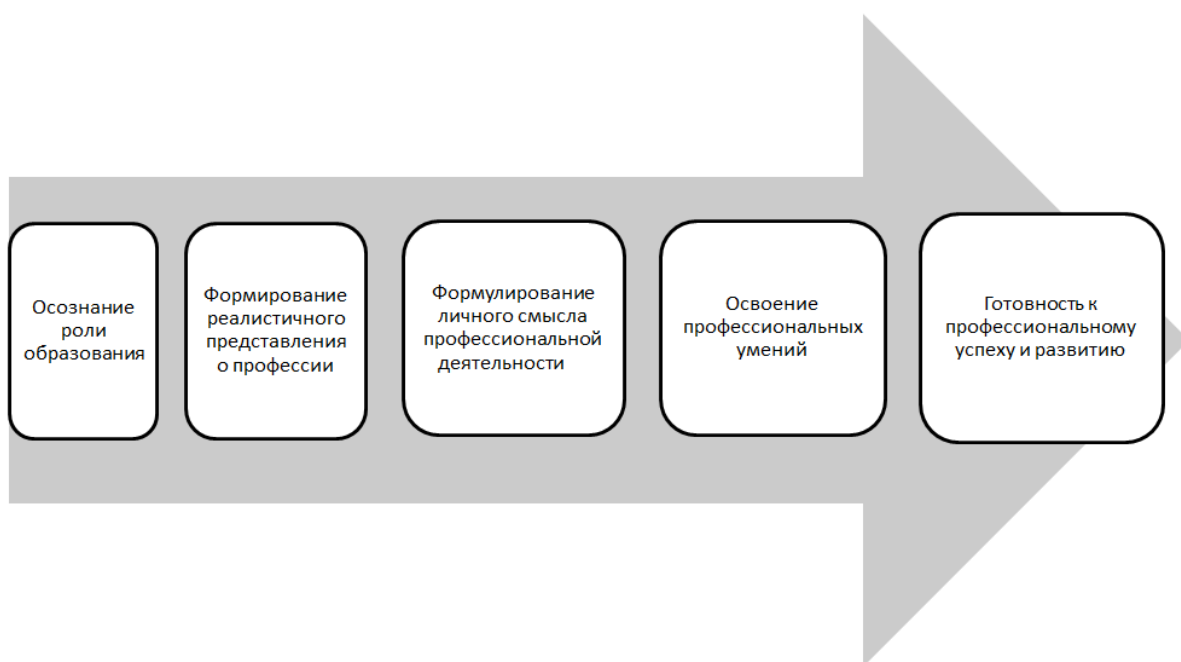 Осознание
роли
образования
Формирование
реалистичного
представления
о профессии
Формулирование
личного смысла
профессиональной
деятельности
Освоение
профессиональных
умений
Готовность к
профессиональному
успеху и развитию